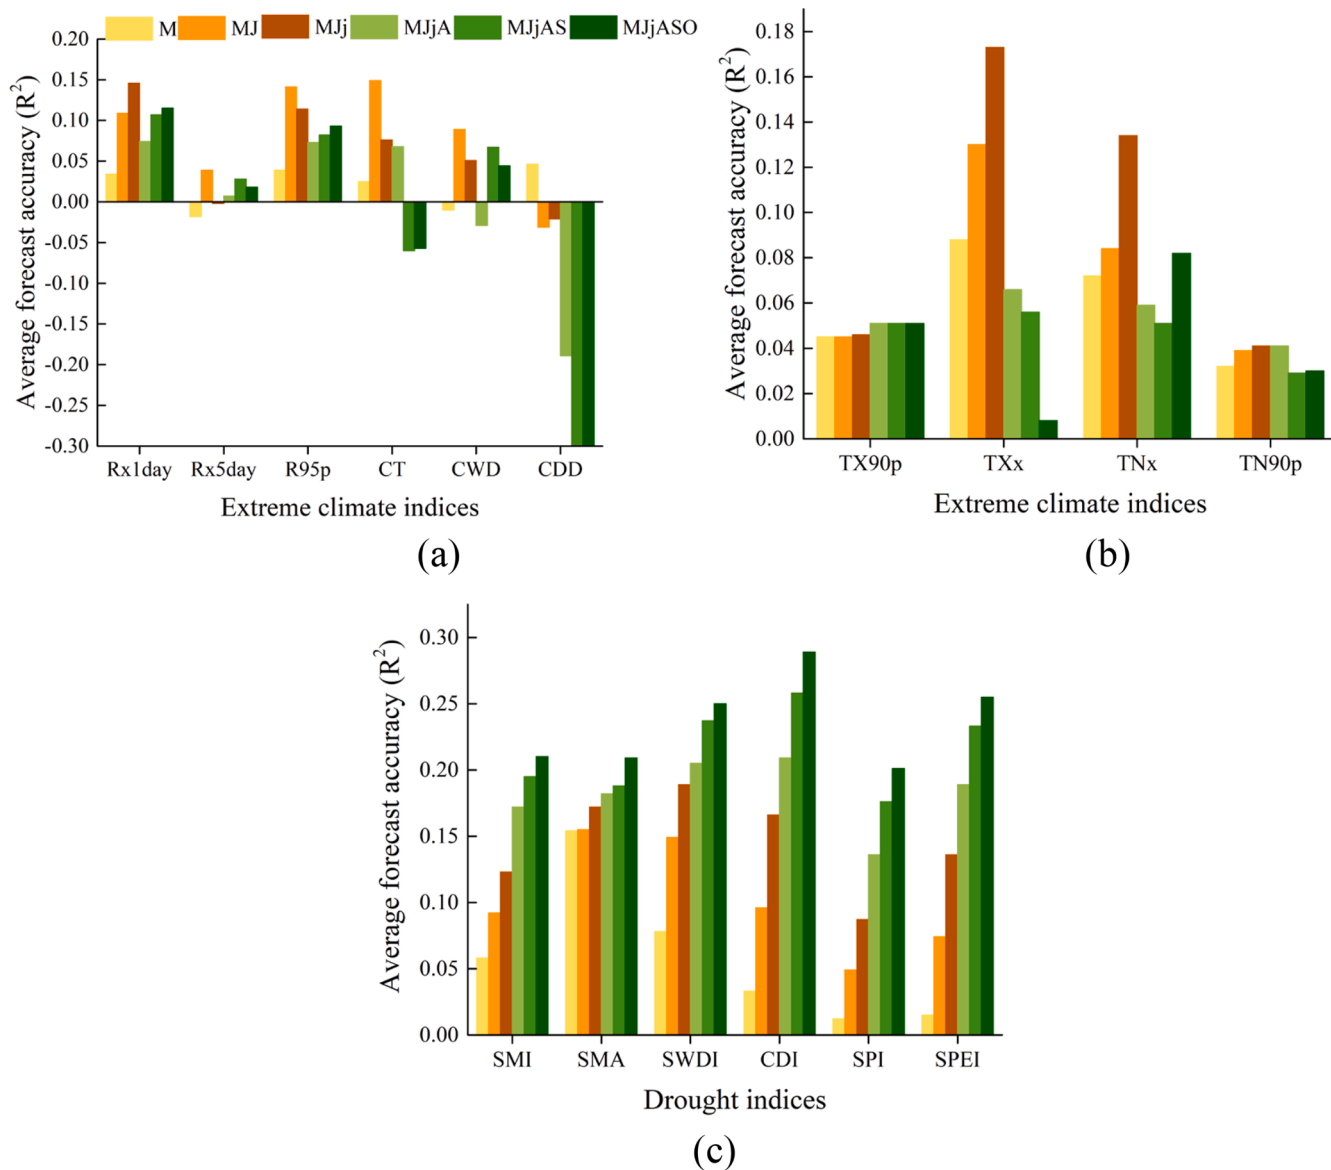 M MJ MJj MJjA MJjAS MJjASO
Average forecast accuracy (R²)
0.20
0.15
0.10
0.05
0.00
-0.05
-0.10
-0.15
-0.20
-0.25
-0.30
Rx1day Rx5day R95p CT CWD CDD
Extreme climate indices
(a)
Average forecast accuracy (R²)
0.18
0.16
0.14
0.12
0.10
0.08
0.06
0.04
0.02
0.00
TX90p TXx TNx TN90p
Extreme climate indices
(b)
Average forecast accuracy (R²)
0.30
0.25
0.20
0.15
0.10
0.05
0.00
SMI SMA SWDI CDI SPI SPEI
Drought indices
(c)